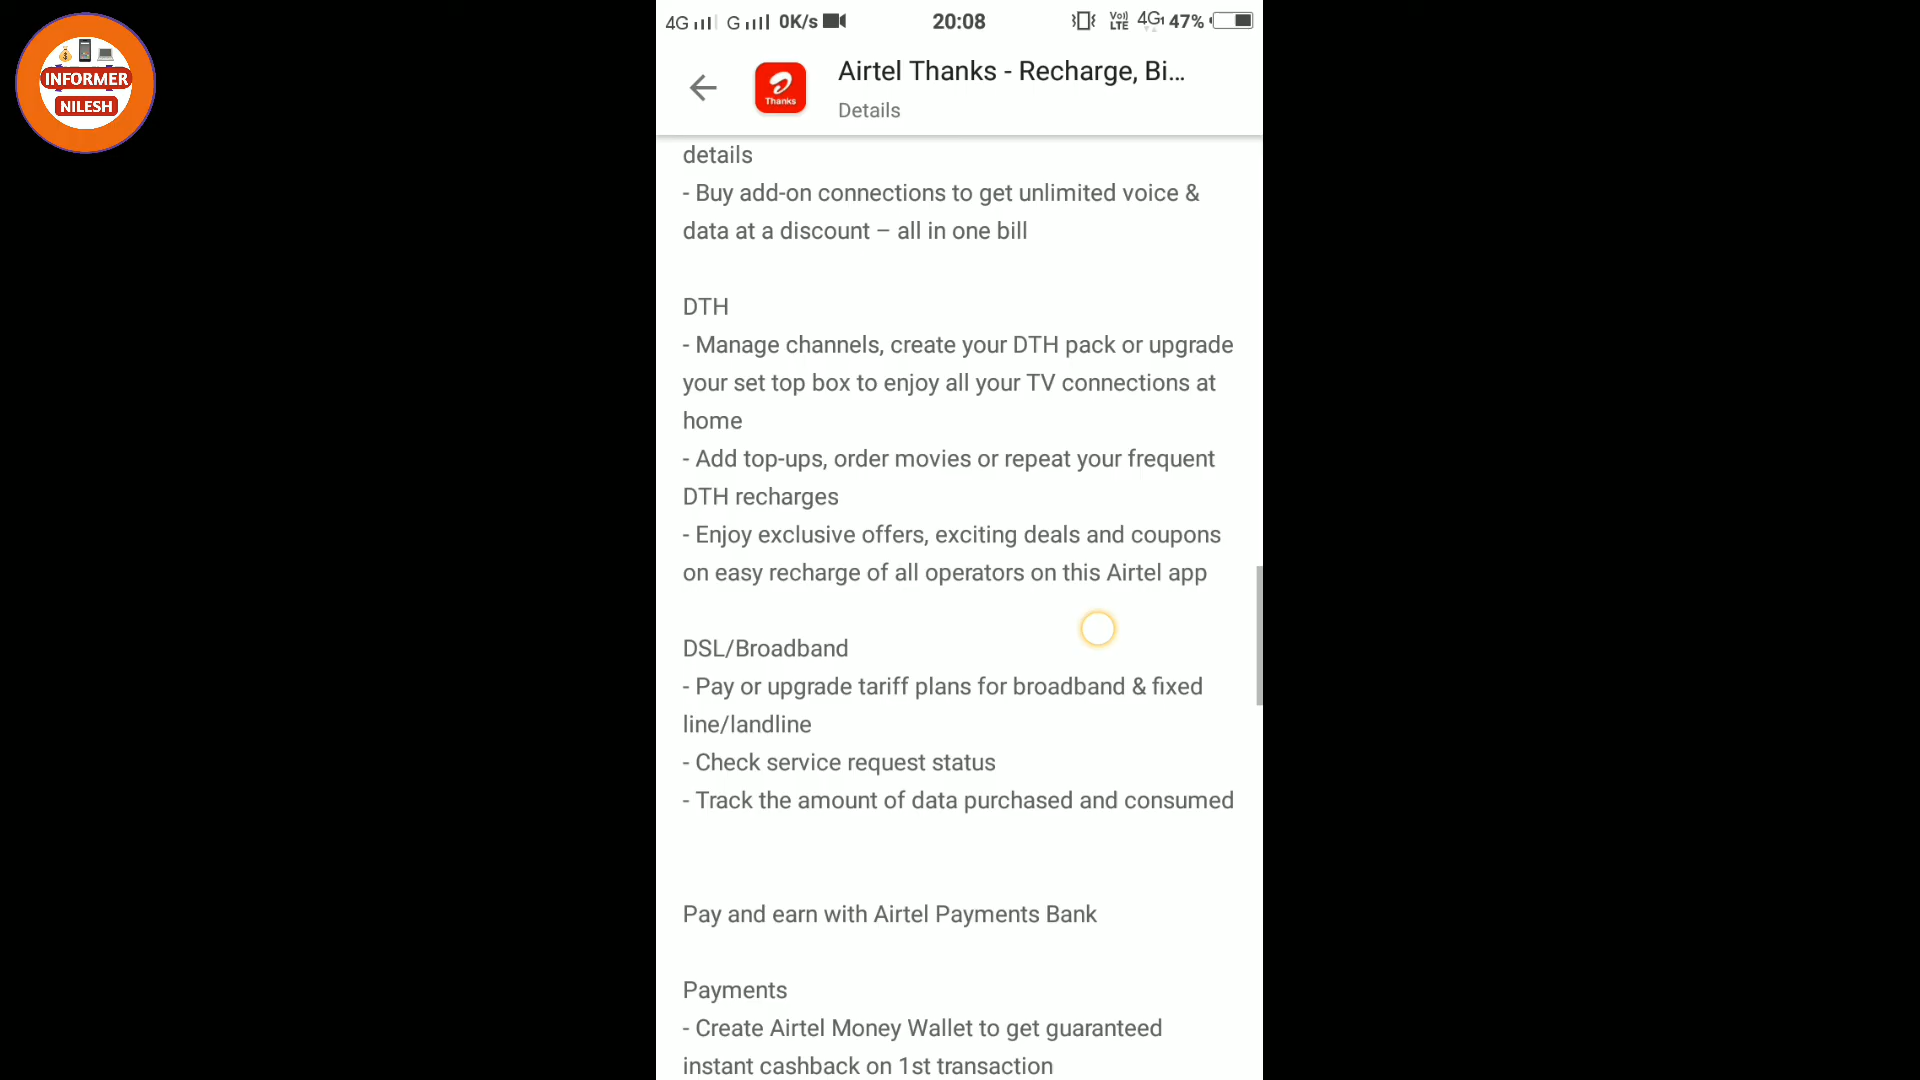 INFORMER
NILESH
4G G 0K/s 20:08 Vo) LTE 4G 47%
Thanks
Airtel Thanks - Recharge, Bi...
Details
details
- Buy add-on connections to get unlimited voice &
data at a discount – all in one bill
DTH
- Manage channels, create your DTH pack or upgrade
your set top box to enjoy all your TV connections at
home
- Add top-ups, order movies or repeat your frequent
DTH recharges
- Enjoy exclusive offers, exciting deals and coupons
on easy recharge of all operators on this Airtel app
DSL/Broadband
- Pay or upgrade tariff plans for broadband & fixed
line/landline
- Check service request status
- Track the amount of data purchased and consumed
Pay and earn with Airtel Payments Bank
Payments
- Create Airtel Money Wallet to get guaranteed
instant cashback on 1st transaction